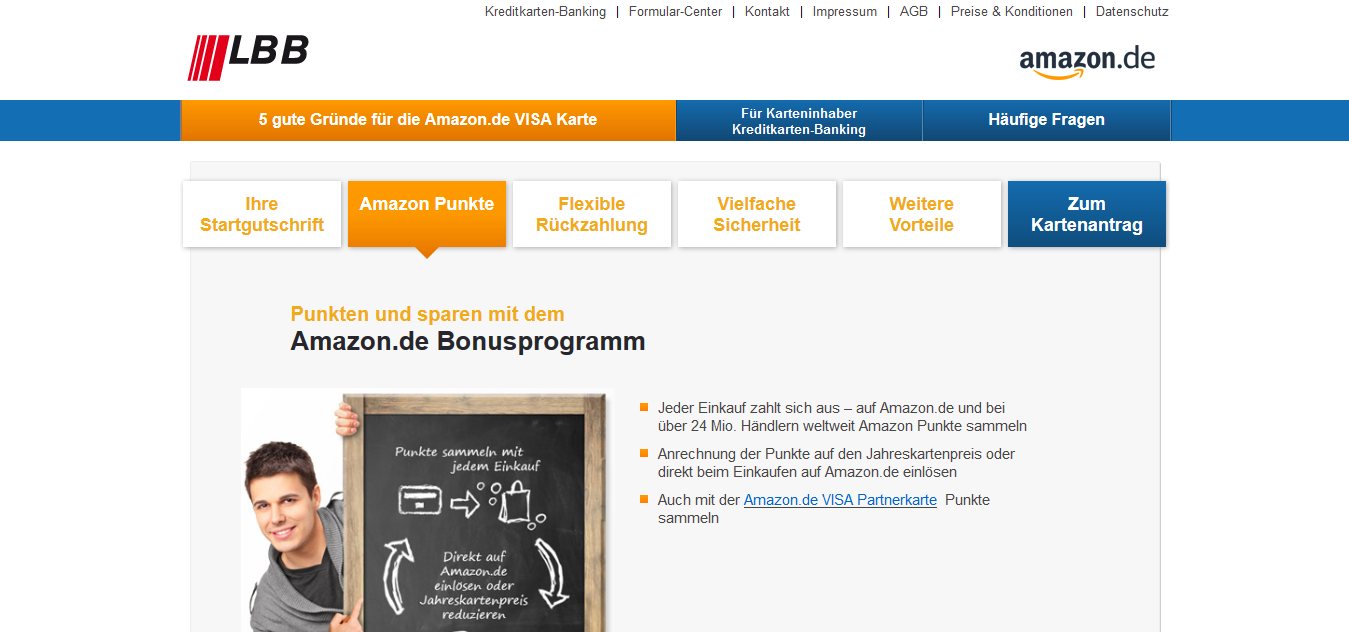 Kreditkarten-Banking | Formular-Center | Kontakt | Impressum | AGB | Preise & Konditionen | Datenschutz
LBB
amazon.de
5 gute Gründe für die Amazon.de VISA Karte
Für Karteninhaber
Kreditkarten-Banking
Häufige Fragen
Ihre
Startgutschrift
Amazon Punkte
Flexible
Rückzahlung
Vielfache
Sicherheit
Weitere
Vorteile
Zum
Kartenantrag
Punkten und sparen mit dem
Amazon.de Bonusprogramm
Punkte sammeln mit
jedem Einkauf
Direkt auf
Amazon.de
einlösen oder
Jahreskartenpreis
reduzieren
Jeder Einkauf zahlt sich aus – auf Amazon.de und bei
über 24 Mio. Händlern weltweit Amazon Punkte sammeln
Anrechnung der Punkte auf den Jahreskartenpreis oder
direkt beim Einkaufen auf Amazon.de einlösen
Auch mit der Amazon.de VISA Partnerkarte Punkte
sammeln